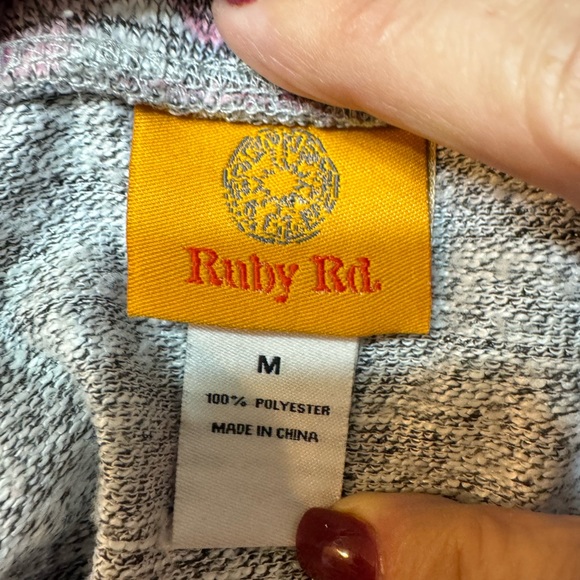 Ruby Rd.
M
100% POLYESTER
MADE IN CHINA